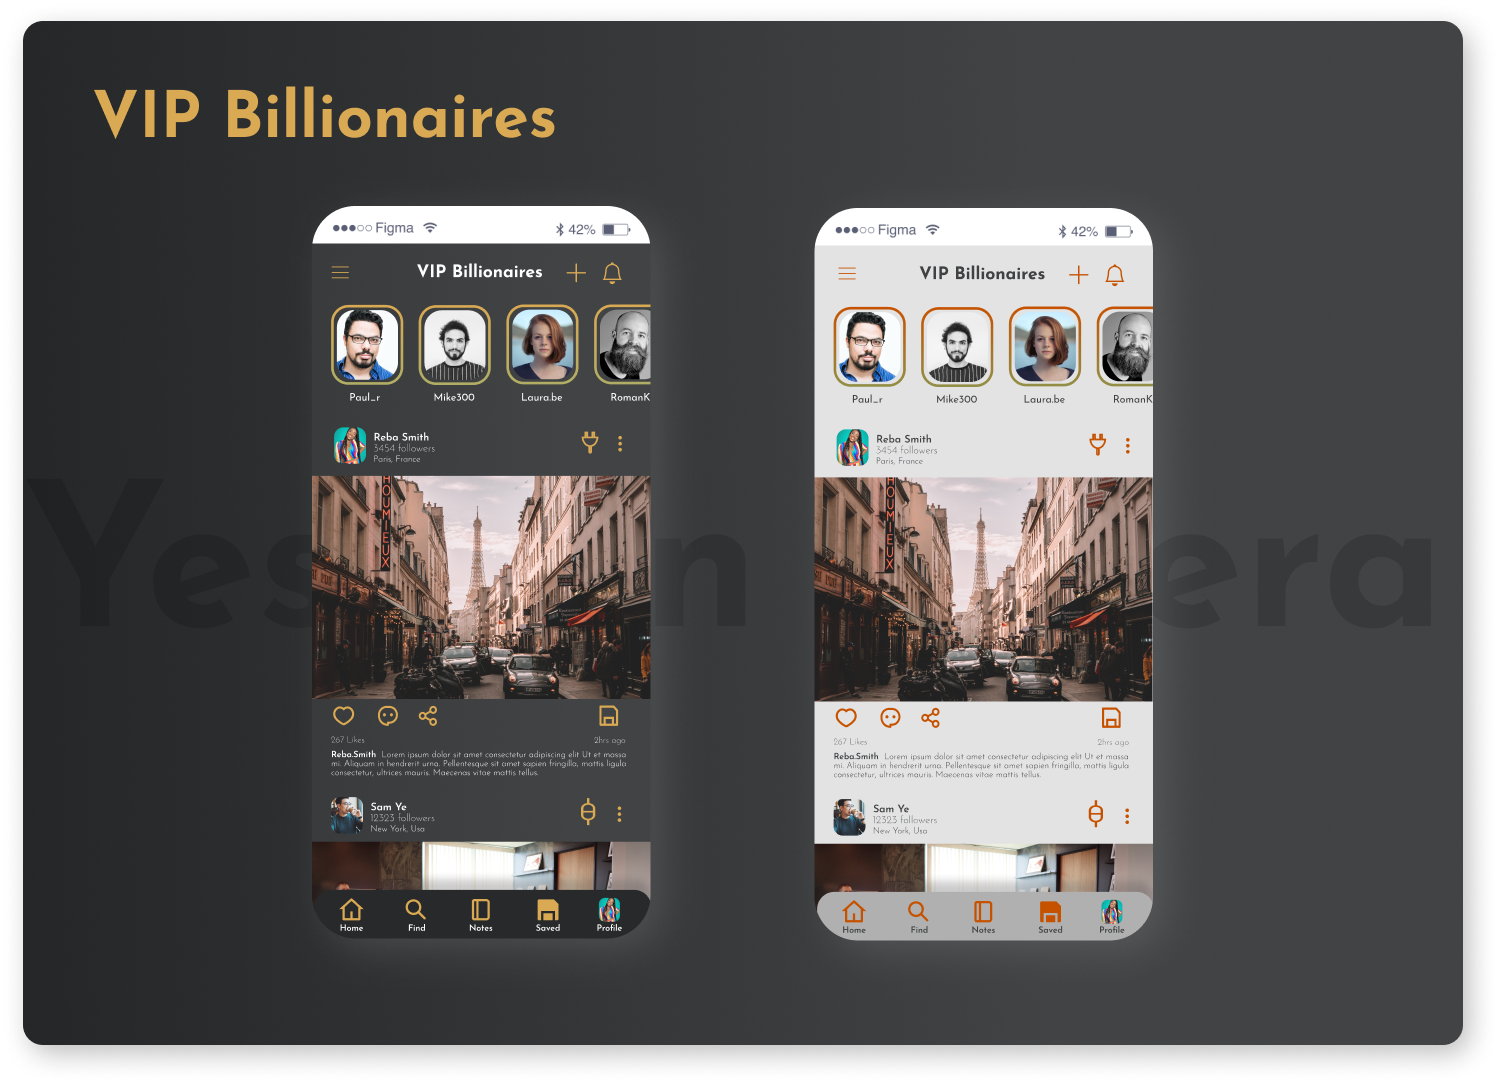 VIP Billionaires
Figma
42%
VIP Billionaires
Paul_r
Mike300
Laura.be
RomanK
Reba Smith
3454 followers
Paris, France
HOUMIEUX
267 Likes
2hrs ago
Reba.Smith Lorem ipsum dolor sit amet consectetur adipiscing elit Ut et massa
mi. Aliquam in hendrerit urna. Pellentesque sit amet sapien fringilla, mattis ligula
consectetur, ultrices mauris. Maecenas vitae mattis tellus.
Sam Ye
12323 followers
New York, Usa
Home
Find
Notes
Saved
Profile
Figma
42%
VIP Billionaires
Paul_r
Mike300
Laura.be
RomanK
Reba Smith
3454 followers
Paris, France
HOUMIEUX
267 Likes
2hrs ago
Reba.Smith Lorem ipsum dolor sit amet consectetur adipiscing elit Ut et massa
mi. Aliquam in hendrerit urna. Pellentesque sit amet sapien fringilla, mattis ligula
consectetur, ultrices mauris. Maecenas vitae mattis tellus.
Sam Ye
12323 followers
New York, Usa
Home
Find
Notes
Saved
Profile